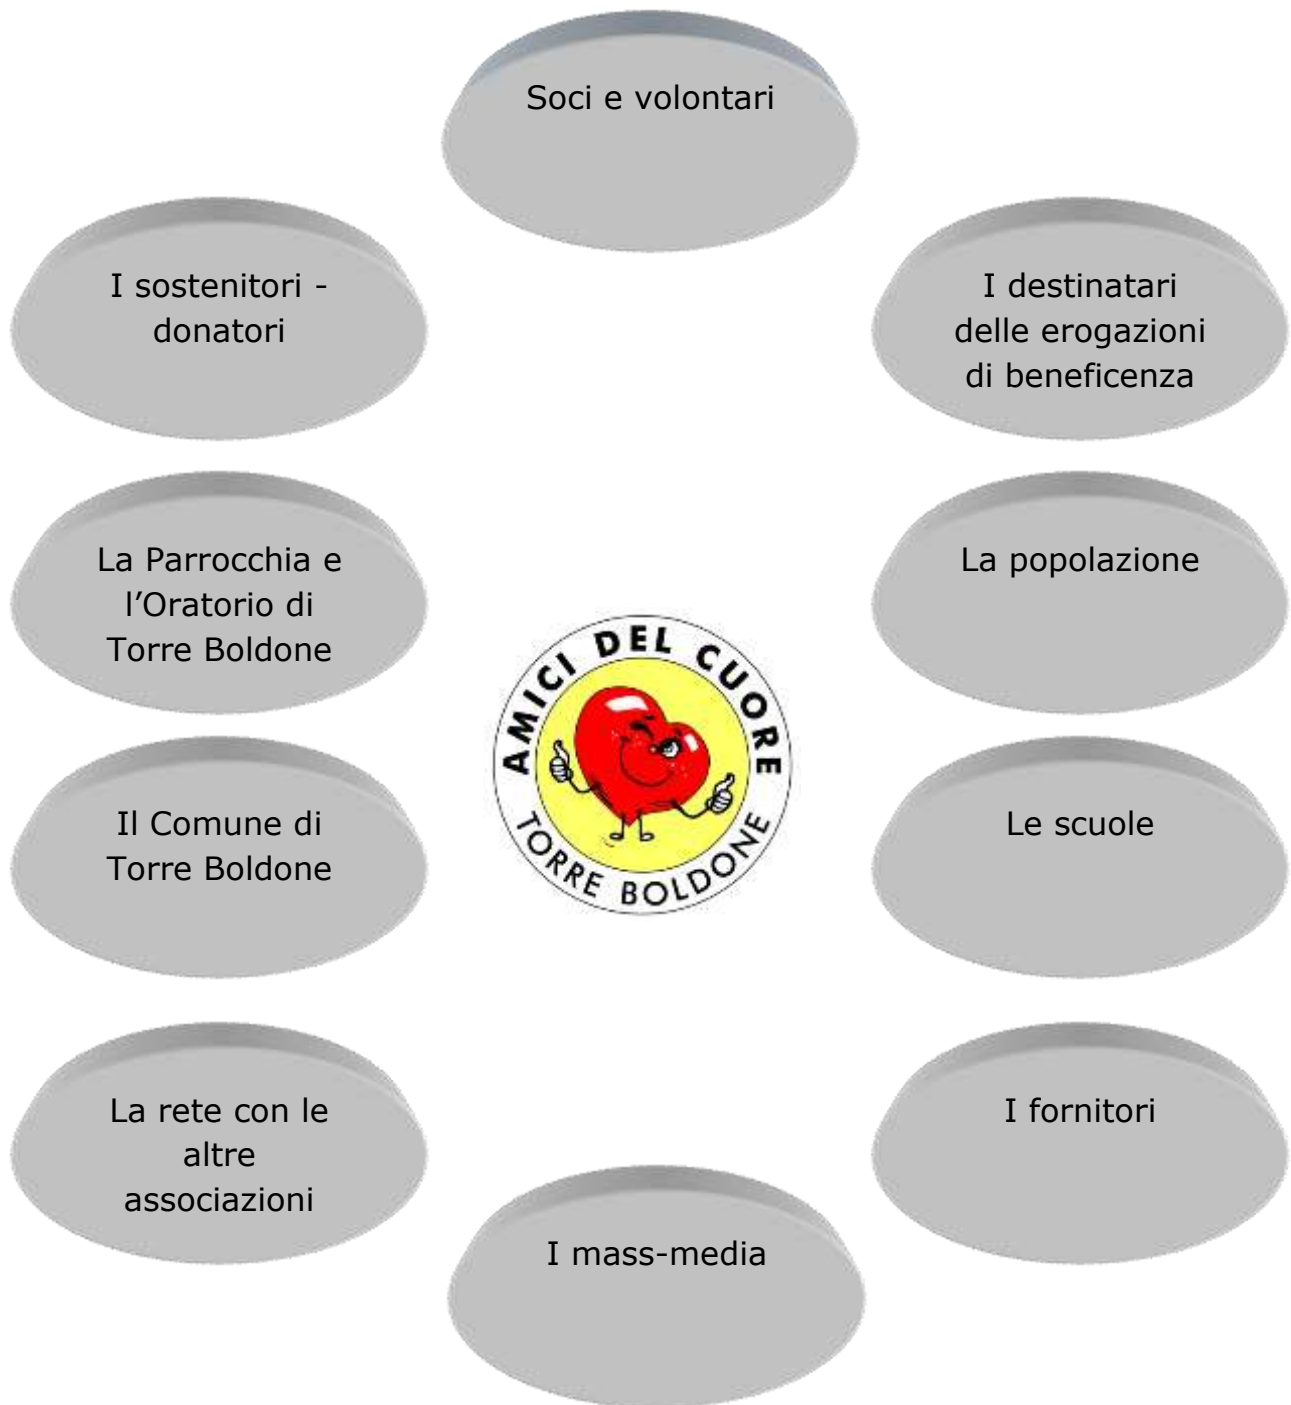 Soci e volontari
I sostenitori -
donatori
I destinatari
delle erogazioni
di beneficenza
La Parrocchia e
l’Oratorio di
Torre Boldone
La popolazione
AMICI DEL CUORE
TORRE BOLDONE
Il Comune di
Torre Boldone
Le scuole
La rete con le
altre
associazioni
I fornitori
I mass-media